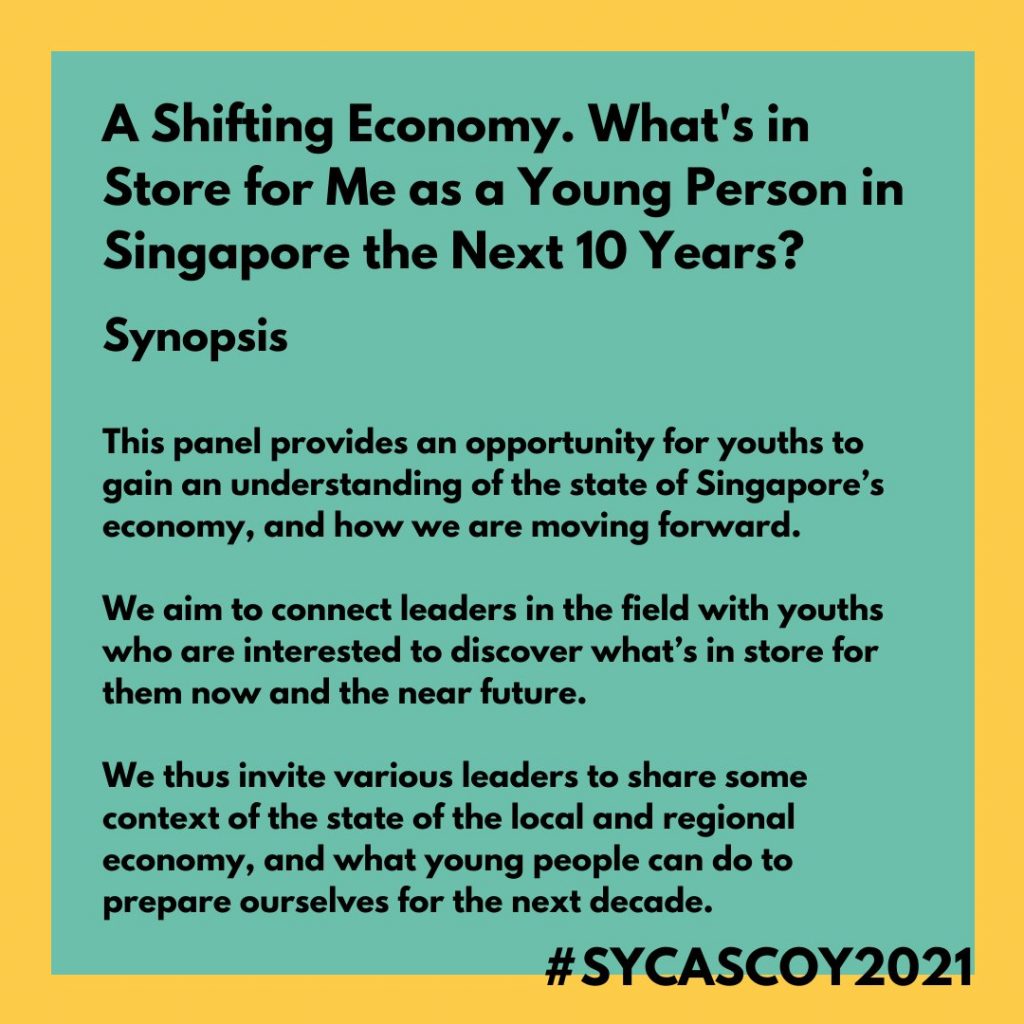 A Shifting Economy. What's in
Store for Me as a Young Person in
Singapore the Next 10 Years?
Synopsis
This panel provides an opportunity for youths to
gain an understanding of the state of Singapore’s
economy, and how we are moving forward.
We aim to connect leaders in the field with youths
who are interested to discover what’s in store for
them now and the near future.
We thus invite various leaders to share some
context of the state of the local and regional
economy, and what young people can do to
prepare ourselves for the next decade.
#SYCASCOY2021